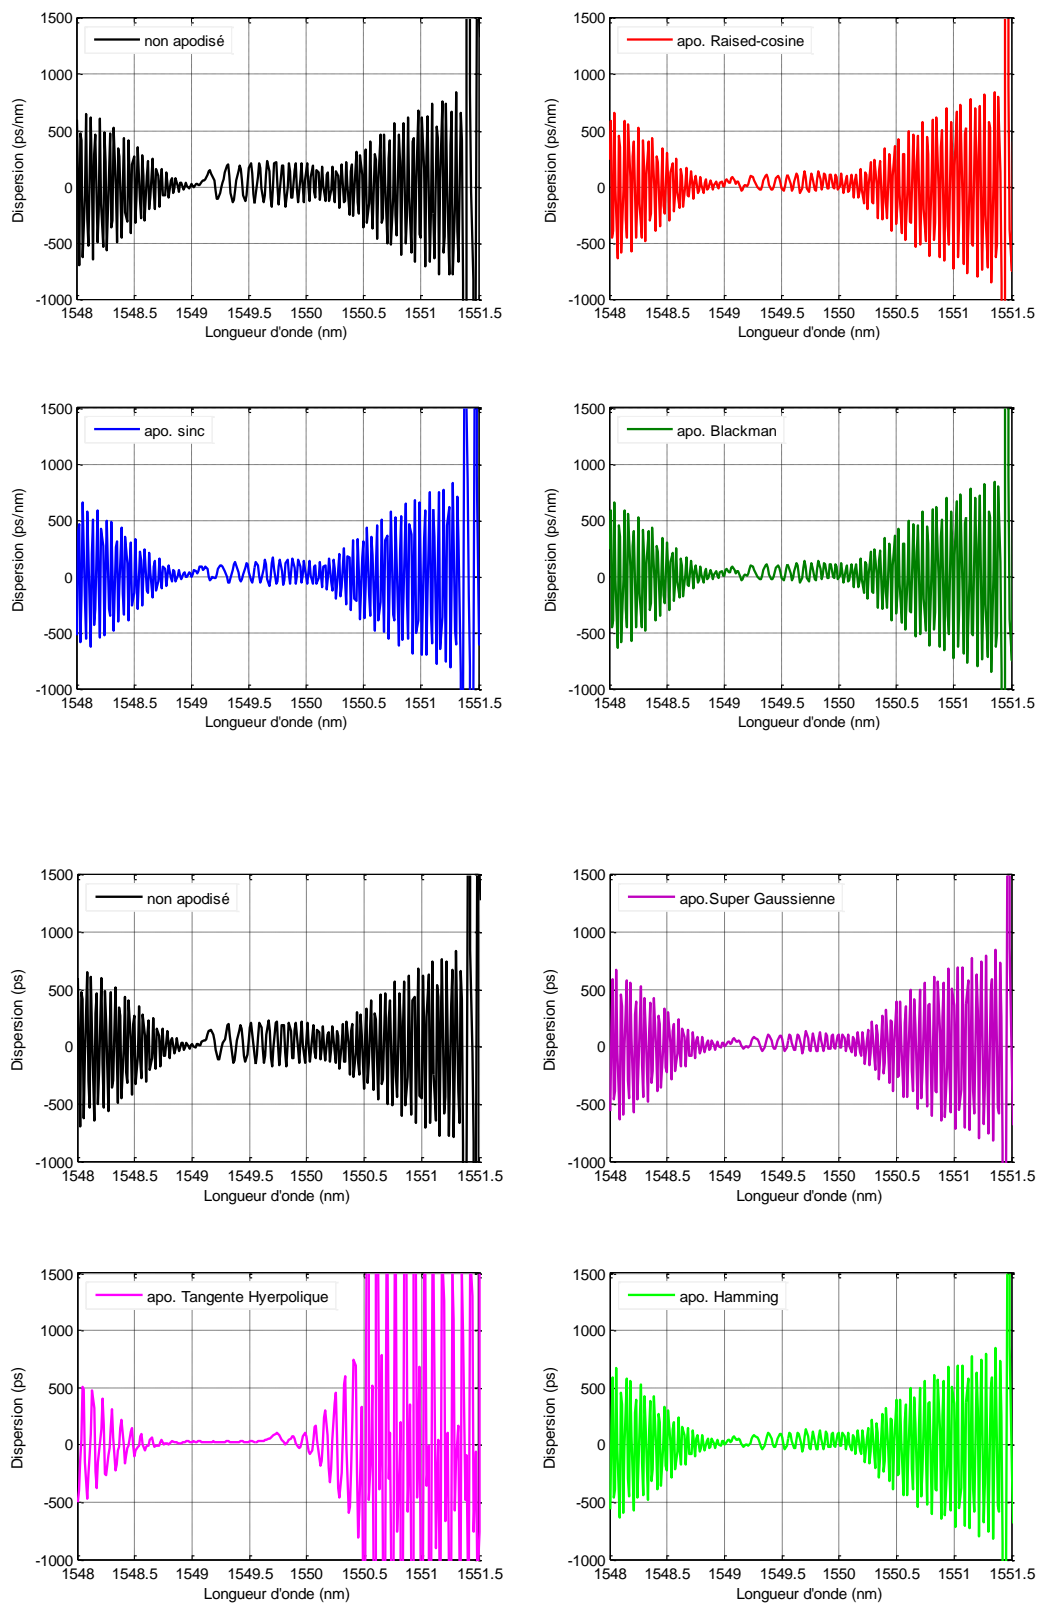 non apodisé
1500
1000
500
0
-500
-1000
Dispersion (ps/nm)
1548 1548.5 1549 1549.5 1550 1550.5 1551 1551.5
Longueur d'onde (nm)
apo. Raised-cosine
1500
1000
500
0
-500
-1000
Dispersion (ps/nm)
1548 1548.5 1549 1549.5 1550 1550.5 1551 1551.5
Longueur d'onde (nm)
apo. sinc
1500
1000
500
0
-500
-1000
Dispersion (ps/nm)
1548 1548.5 1549 1549.5 1550 1550.5 1551 1551.5
Longueur d'onde (nm)
apo. Blackman
1500
1000
500
0
-500
-1000
Dispersion (ps/nm)
1548 1548.5 1549 1549.5 1550 1550.5 1551 1551.5
Longueur d'onde (nm)
non apodisé
1500
1000
500
0
-500
-1000
Dispersion (ps)
1548 1548.5 1549 1549.5 1550 1550.5 1551 1551.5
Longueur d'onde (nm)
apo.Super Gaussienne
1500
1000
500
0
-500
-1000
Dispersion (ps)
1548 1548.5 1549 1549.5 1550 1550.5 1551 1551.5
Longueur d'onde (nm)
apo. Tangente Hyerpolique
1500
1000
500
0
-500
-1000
Dispersion (ps)
1548 1548.5 1549 1549.5 1550 1550.5 1551 1551.5
Longueur d'onde (nm)
apo. Hamming
1500
1000
500
0
-500
-1000
Dispersion (ps)
1548 1548.5 1549 1549.5 1550 1550.5 1551 1551.5
Longueur d'onde (nm)